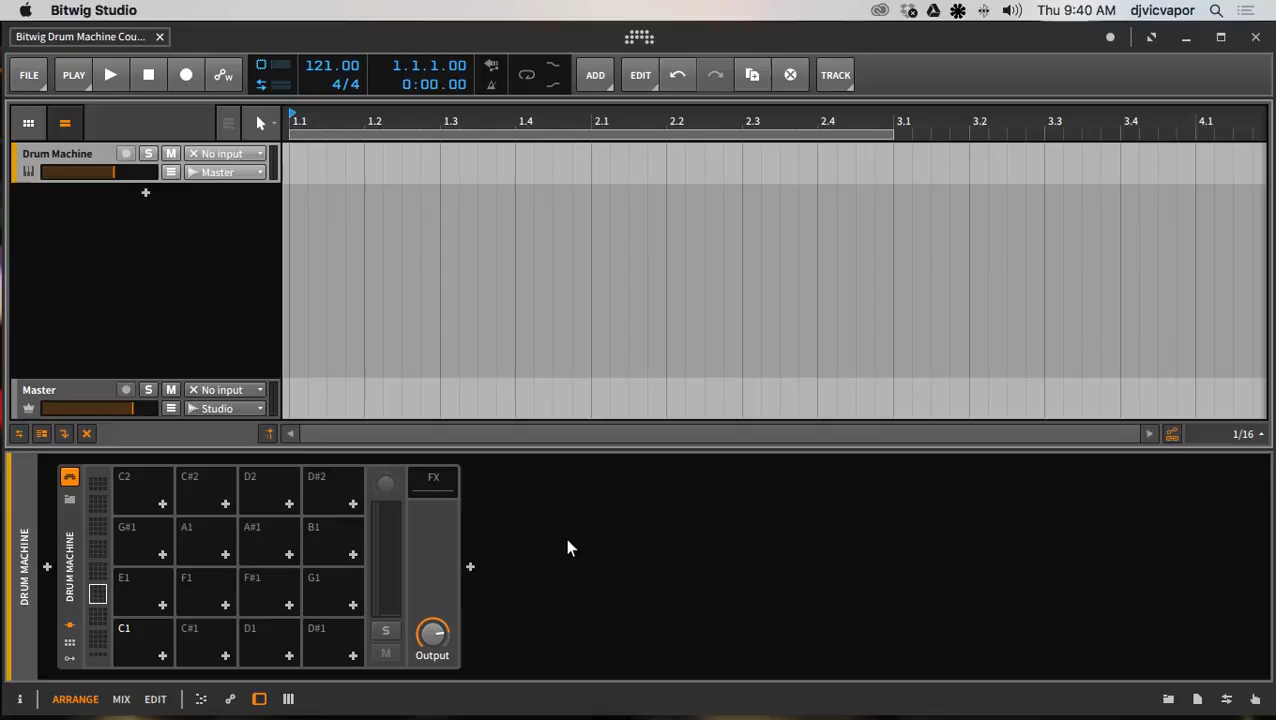 Bitwig Studio
Thu 9:40 AM djvicvapor
Bitwig Drum Machine Cou...
FILE PLAY 121.00 4/4 1.1.1.00 0:00.00 ADD EDIT TRACK
1.1 1.2 1.3 1.4 2.1 2.2 2.3 2.4 3.1 3.2 3.3 3.4 4.1
Drum Machine S M No input
Master
Master S M No input
Studio
1/16
DRUM MACHINE
DRUM MACHINE
C2 C#2 D2 D#2 FX
G#1 A1 A#1 B1
E1 F1 F#1 G1
C1 C#1 D1 D#1
S
M
Output
ARRANGE MIX EDIT